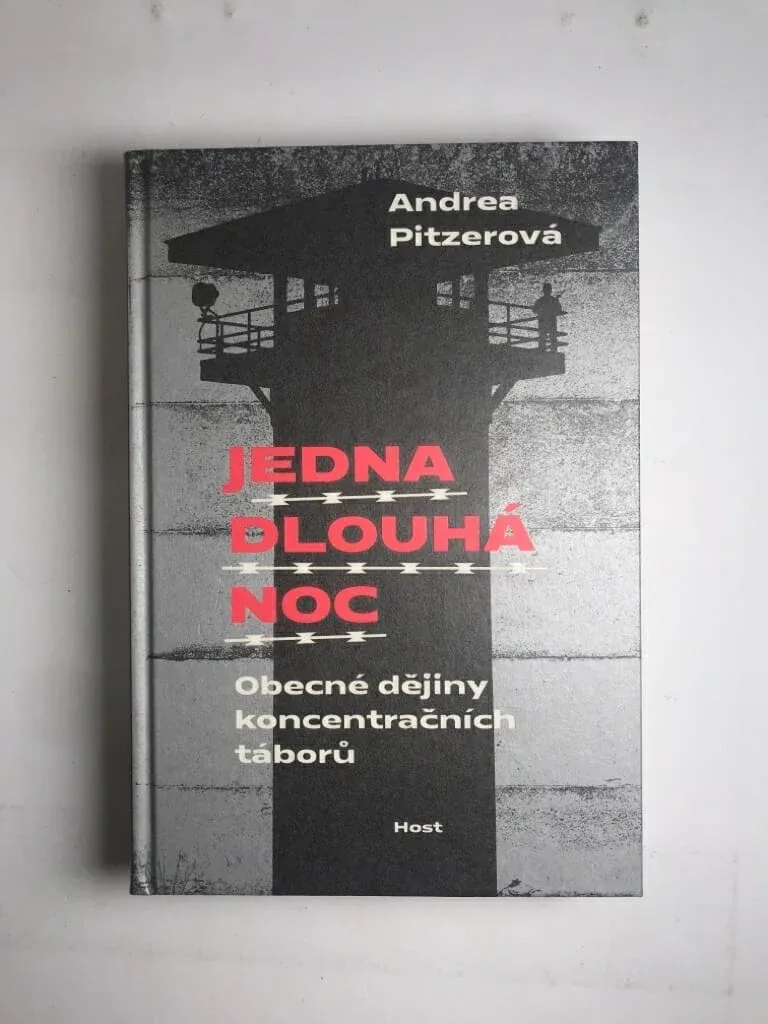 Andrea
Pitzerová
JEDNA
DLOUHÁ
NOC
Obecné dějiny
koncentračních
táborů
Host